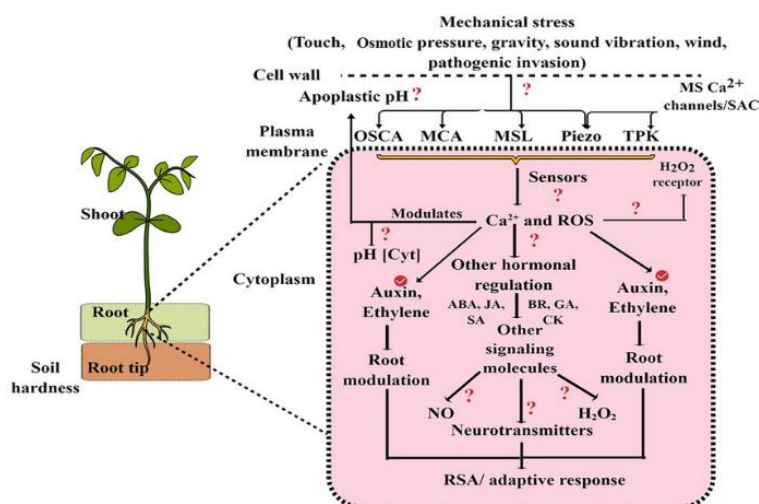 Mechanical stress
(Touch, Osmotic pressure, gravity, sound vibration, wind,
pathogenic invasion)
Cell wall
Apoplastic pH ?
?
MS Ca²⁺
channels/SAC
Plasma
membrane
OSCA MCA MSL Piezo TPK
Sensors
H₂O₂
receptor
?
?
Modulates
Ca²⁺ and ROS
?
pH [Cyt]
?
Shoot
Cytoplasm
Other hormonal
regulation
Auxin,
Ethylene
ABA, JA,
SA
BR, GA,
CK
Auxin,
Ethylene
Root
Other
signaling
molecules
Soil
hardness
Root tip
Root
modulation
Root
modulation
?
?
?
NO
H₂O₂
Neurotransmitters
RSA/ adaptive response